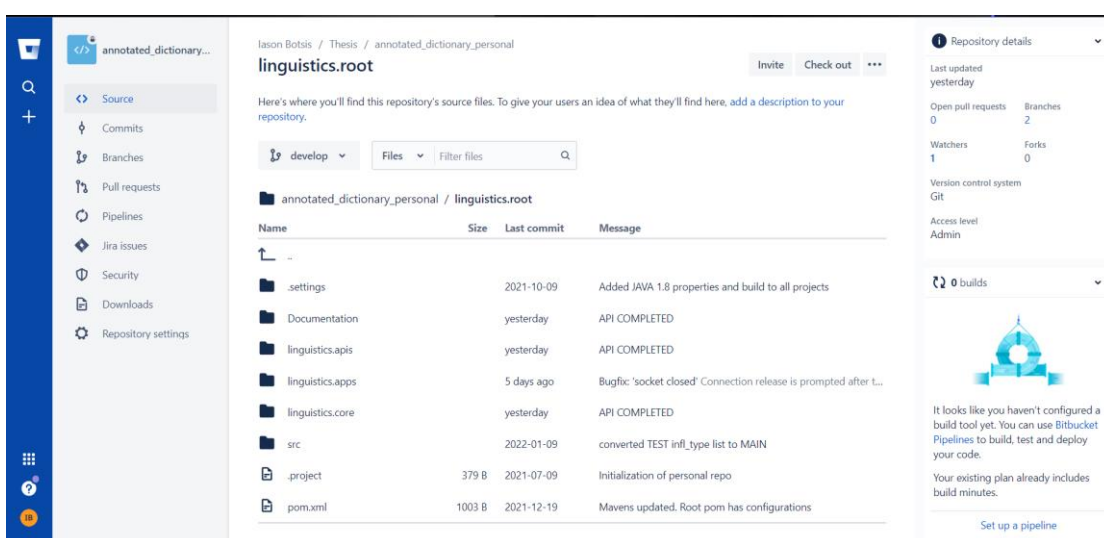 annotated_dictionary...
Source
Commits
Branches
Pull requests
Pipelines
Jira issues
Security
Downloads
Repository settings
IB
Iason Botsis / Thesis / annotated_dictionary_personal
linguistics.root
Invite Check out
Here's where you'll find this repository's source files. To give your users an idea of what they'll find here, add a description to your
repository.
develop Files Filter files
annotated_dictionary_personal / linguistics.root
Name Size Last commit Message
..
.settings 2021-10-09 Added JAVA 1.8 properties and build to all projects
Documentation yesterday API COMPLETED
linguistics.apis yesterday API COMPLETED
linguistics.apps 5 days ago Bugfix: 'socket closed' Connection release is prompted after t...
linguistics.core yesterday API COMPLETED
src 2022-01-09 converted TEST infl_type list to MAIN
.project 379 B 2021-07-09 Initialization of personal repo
pom.xml 1003 B 2021-12-19 Mavens updated. Root pom has configurations
Repository details
Last updated
yesterday
Open pull requests Branches
0 2
Watchers Forks
1 0
Version control system
Git
Access level
Admin
0 builds
It looks like you haven't configured a
build tool yet. You can use Bitbucket
Pipelines to build, test and deploy
your code.
Your existing plan already includes
build minutes.
Set up a pipeline